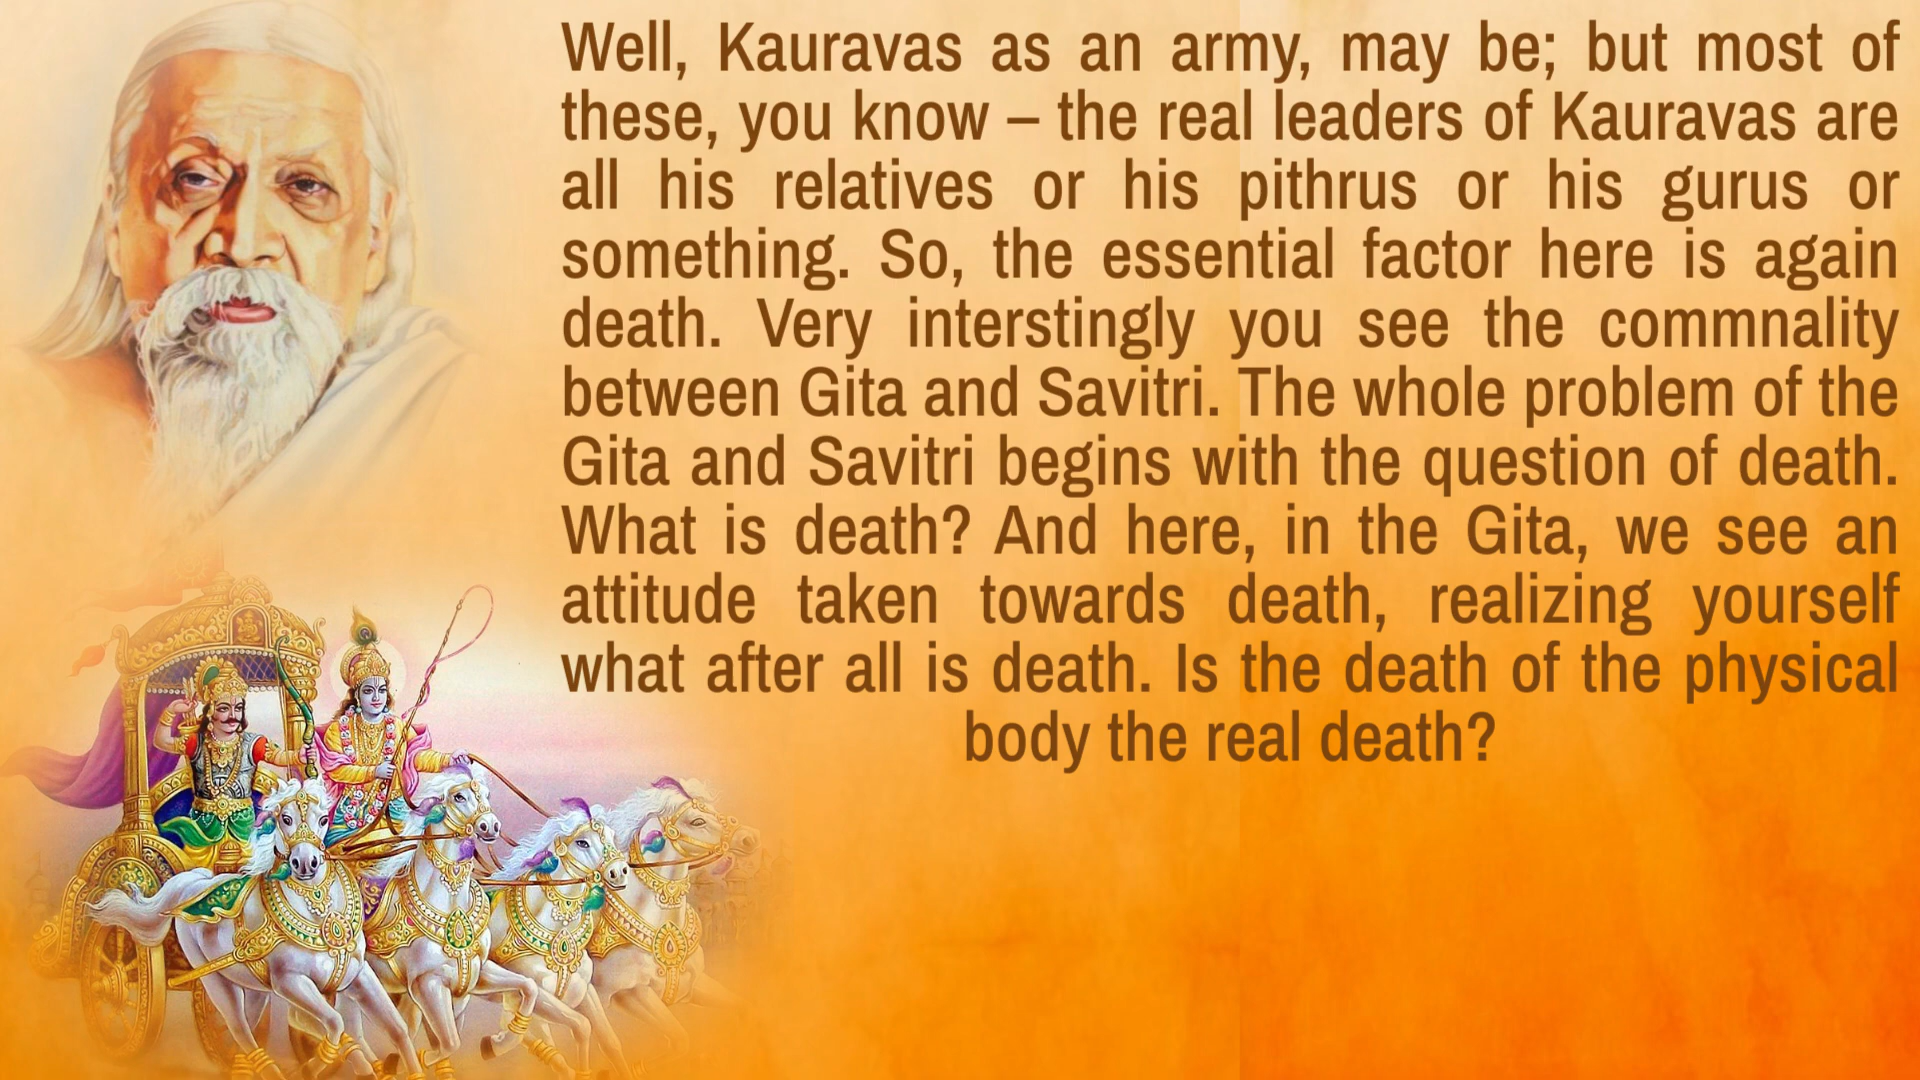 Well, Kauravas as an army, may be; but most of
these, you know – the real leaders of Kauravas are
all his relatives or his pithrus or his gurus or
something. So, the essential factor here is again
death. Very interstingly you see the commnality
between Gita and Savitri. The whole problem of the
Gita and Savitri begins with the question of death.
What is death? And here, in the Gita, we see an
attitude taken towards death, realizing yourself
what after all is death. Is the death of the physical
body the real death?